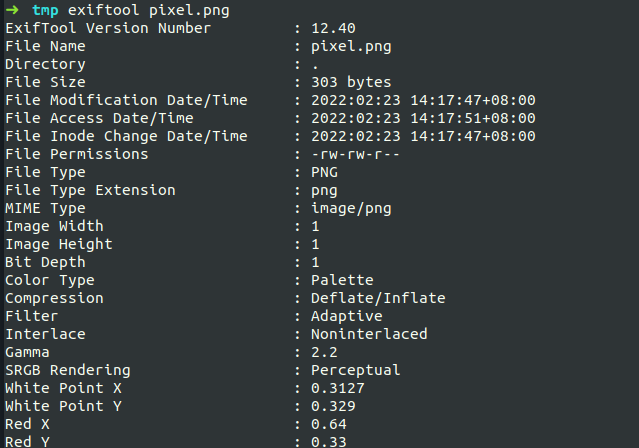 ➜ tmp exiftool pixel.png
ExifTool Version Number : 12.40
File Name : pixel.png
Directory : .
File Size : 303 bytes
File Modification Date/Time : 2022:02:23 14:17:47+08:00
File Access Date/Time : 2022:02:23 14:17:51+08:00
File Inode Change Date/Time : 2022:02:23 14:17:47+08:00
File Permissions : -rw-rw-r--
File Type : PNG
File Type Extension : png
MIME Type : image/png
Image Width : 1
Image Height : 1
Bit Depth : 1
Color Type : Palette
Compression : Deflate/Inflate
Filter : Adaptive
Interlace : Noninterlaced
Gamma : 2.2
SRGB Rendering : Perceptual
White Point X : 0.3127
White Point Y : 0.329
Red X : 0.64
Red Y : 0.33